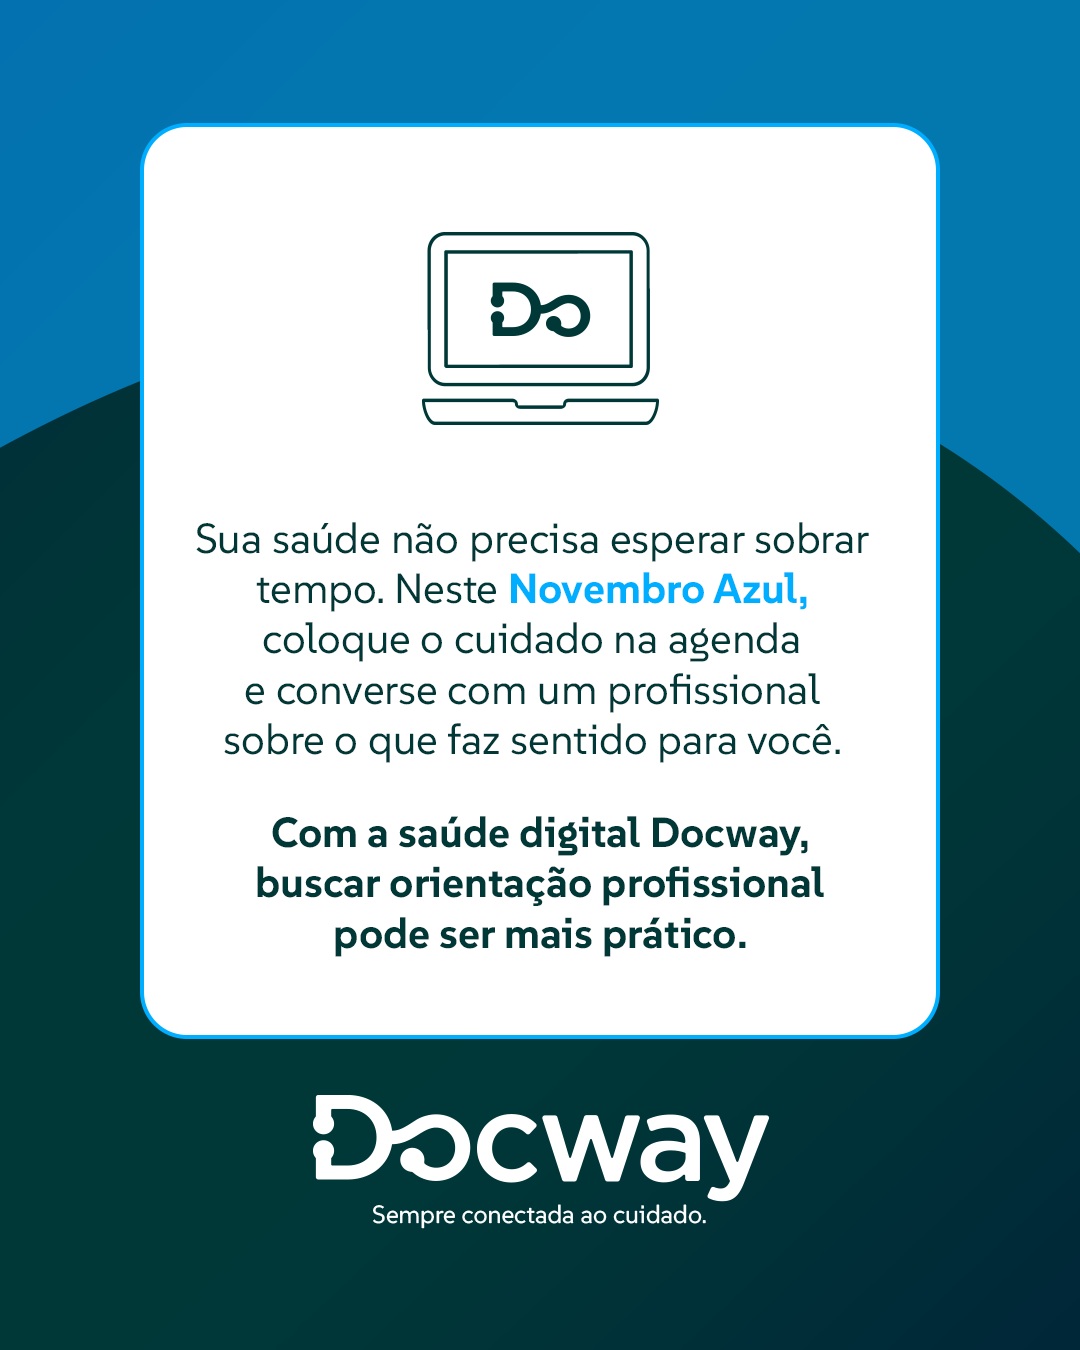 Do
Sua saúde não precisa esperar sobrar
tempo. Neste Novembro Azul,
coloque o cuidado na agenda
e converse com um profissional
sobre o que faz sentido para você.
Com a saúde digital Docway,
buscar orientação profissional
pode ser mais prático.
Docway
Sempre conectada ao cuidado.